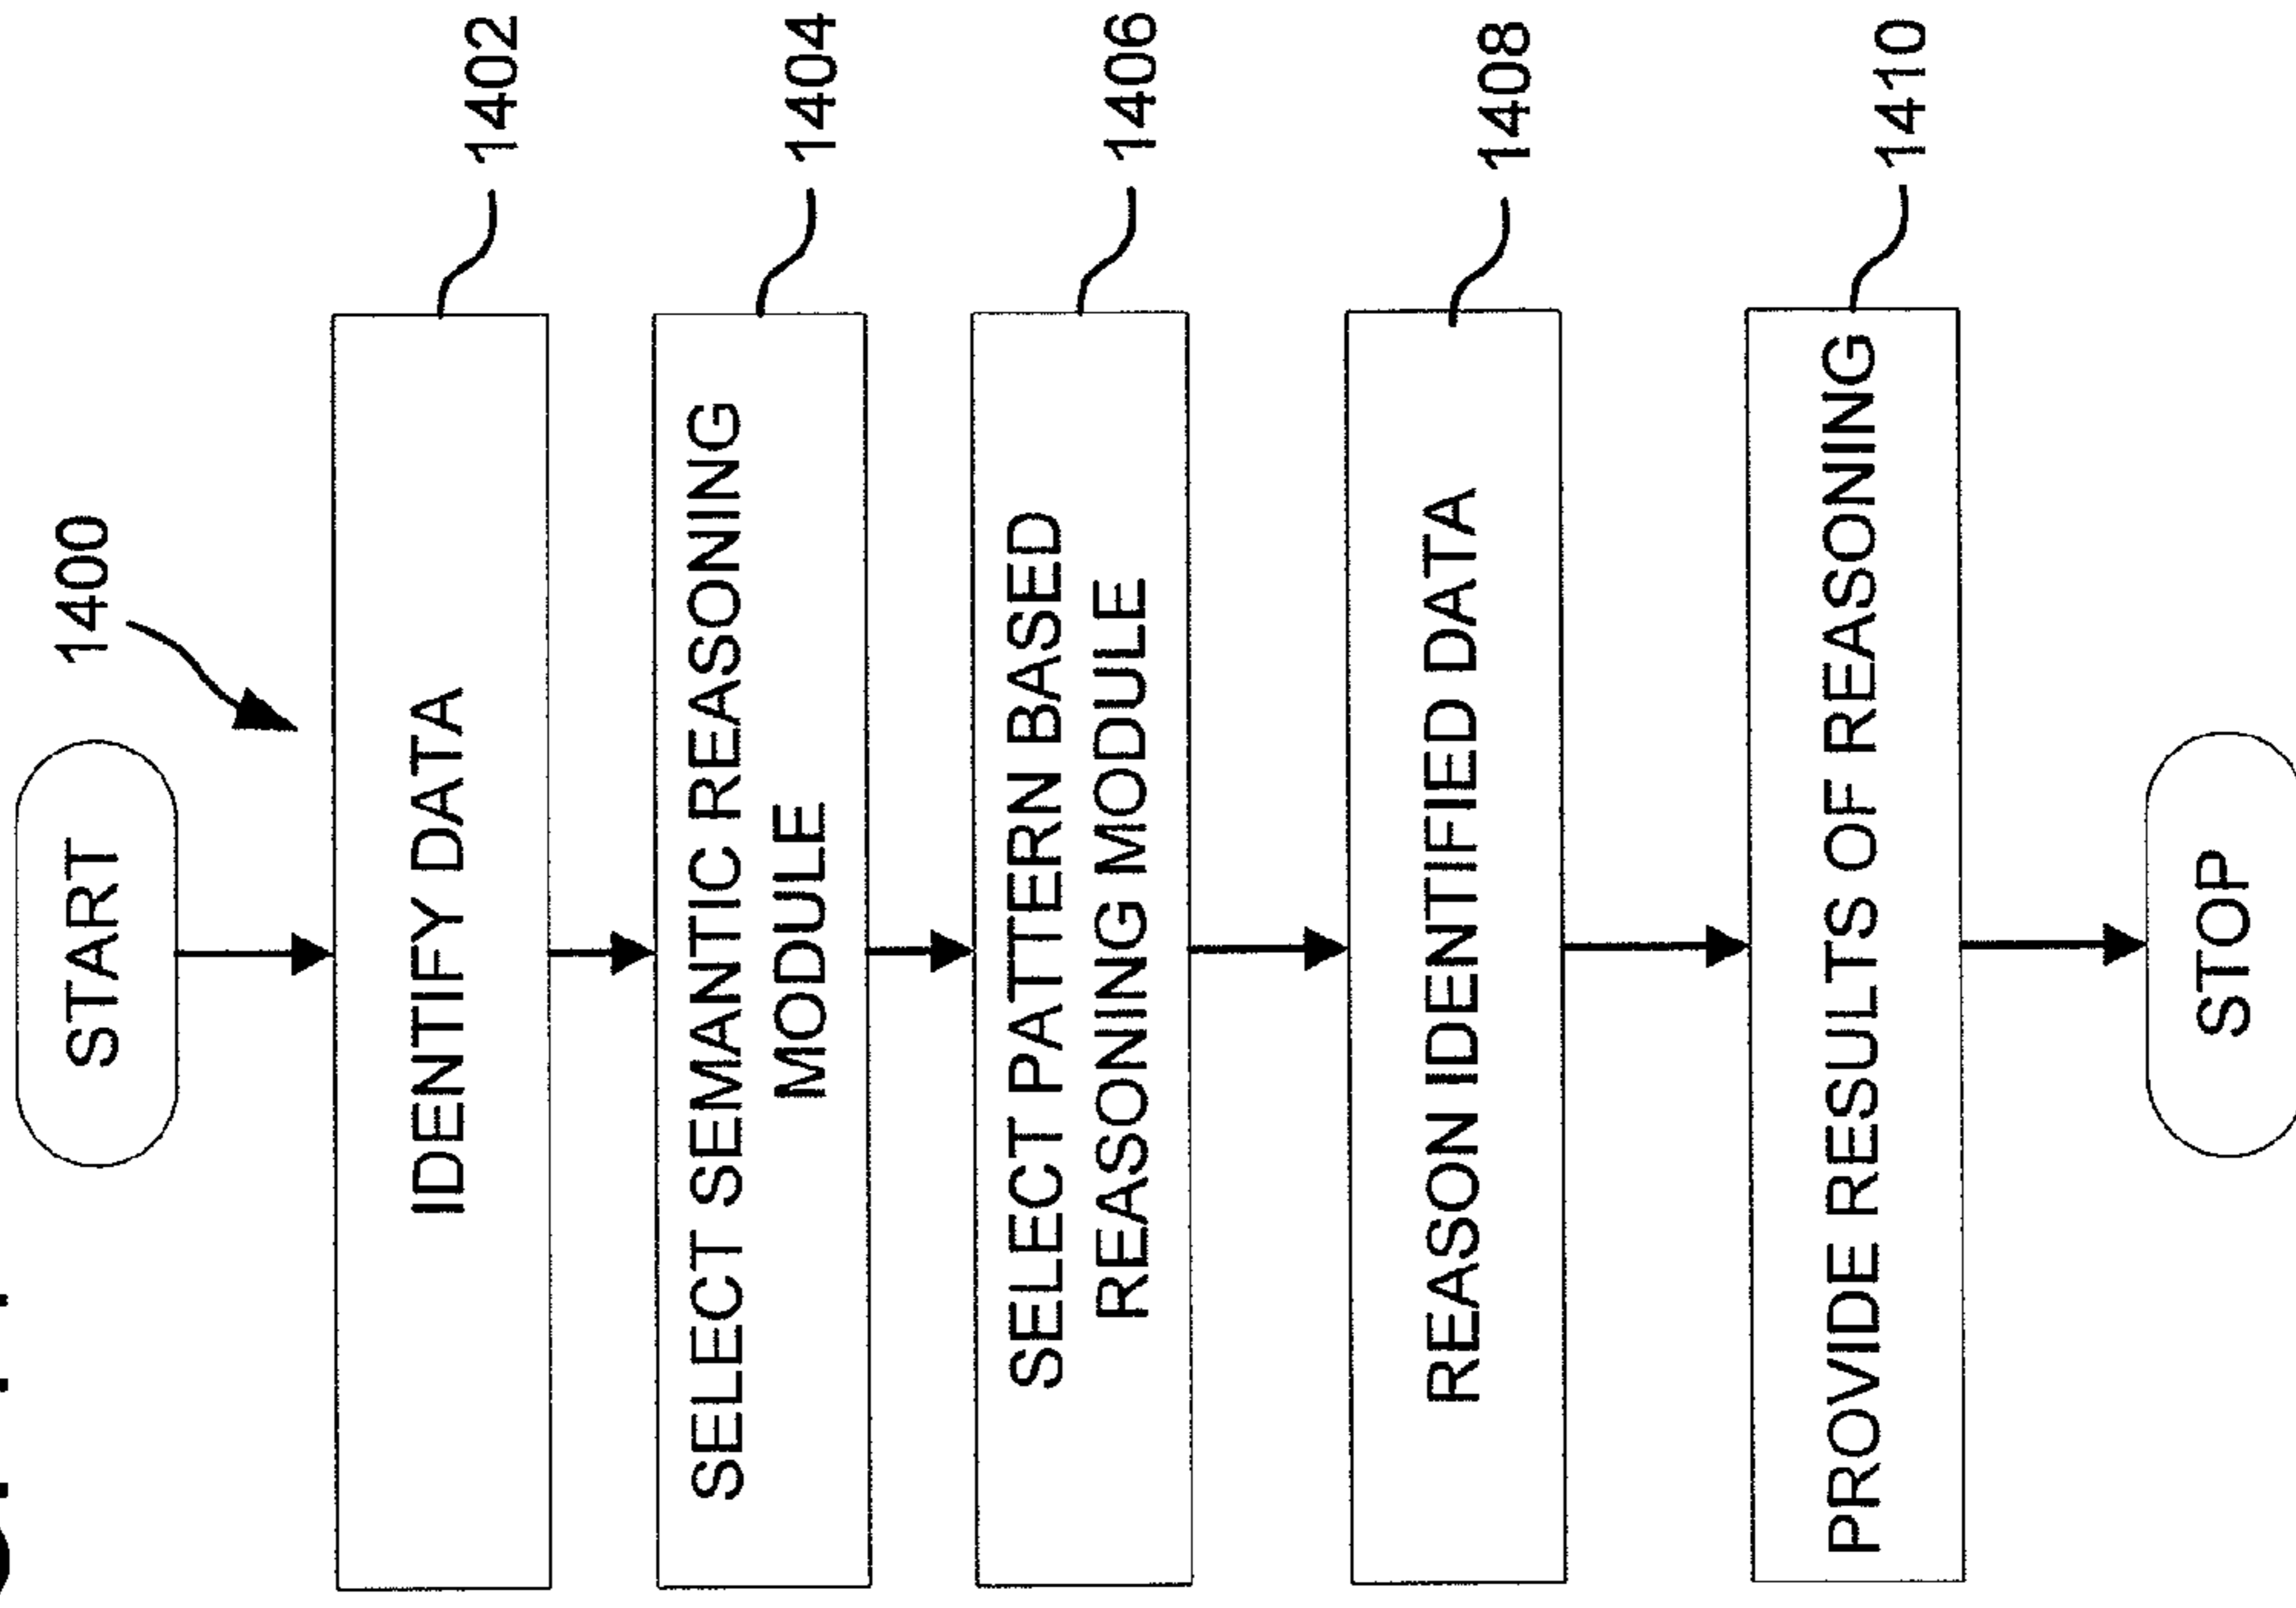 START
1400
IDENTIFY DATA
1402
SELECT SEMANTIC REASONING
MODULE
1404
SELECT PATTERN BASED
REASONING MODULE
1406
REASON IDENTIFIED DATA
1408
PROVIDE RESULTS OF REASONING
1410
STOP